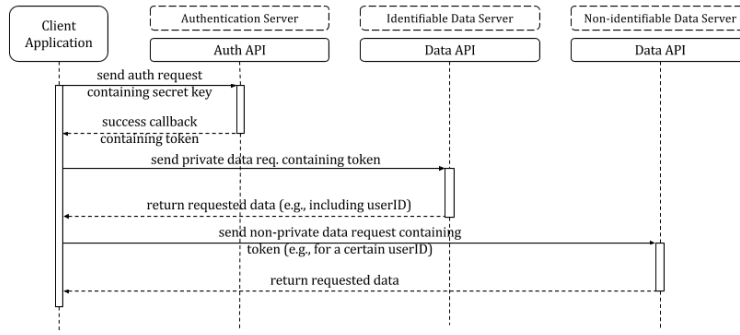 Client
Application
Authentication Server
Auth API
Identifiable Data Server
Data API
Non-identifiable Data Server
Data API
send auth request
containing secret key
success callback
containing token
send private data req. containing token
return requested data (e.g., including userID)
send non-private data request containing
token (e.g., for a certain userID)
return requested data